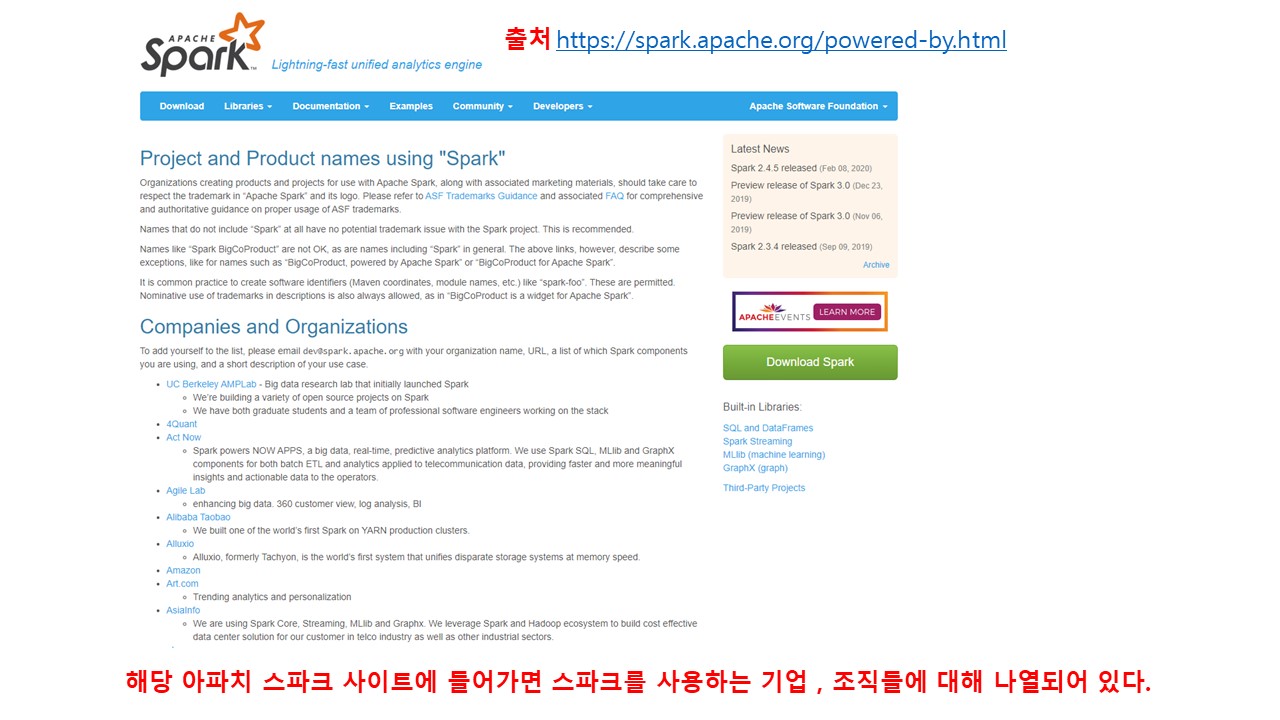 APACHE
Spark™
Lightning-fast unified analytics engine
출처 https://spark.apache.org/powered-by.html
Download Libraries Documentation Examples Community Developers Apache Software Foundation
Project and Product names using "Spark"
Organizations creating products and projects for use with Apache Spark, along with associated marketing materials, should take care to
respect the trademark in “Apache Spark” and its logo. Please refer to ASF Trademarks Guidance and associated FAQ for comprehensive
and authoritative guidance on proper usage of ASF trademarks.
Names that do not include “Spark” at all have no potential trademark issue with the Spark project. This is recommended.
Names like “Spark BigCoProduct” are not OK, as are names including “Spark” in general. The above links, however, describe some
exceptions, like for names such as “BigCoProduct, powered by Apache Spark” or “BigCoProduct for Apache Spark”.
It is common practice to create software identifiers (Maven coordinates, module names, etc.) like “spark-foo”. These are permitted.
Nominative use of trademarks in descriptions is also always allowed, as in “BigCoProduct is a widget for Apache Spark”.
Companies and Organizations
To add yourself to the list, please email dev@spark.apache.org with your organization name, URL, a list of which Spark components
you are using, and a short description of your use case.
• UC Berkeley AMPLab - Big data research lab that initially launched Spark
◦ We’re building a variety of open source projects on Spark
◦ We have both graduate students and a team of professional software engineers working on the stack
• 4Quant
• Act Now
◦ Spark powers NOW APPS, a big data, real-time, predictive analytics platform. We use Spark SQL, MLlib and GraphX
components for both batch ETL and analytics applied to telecommunication data, providing faster and more meaningful
insights and actionable data to the operators.
• Agile Lab
◦ enhancing big data. 360 customer view, log analysis, BI
• Alibaba Taobao
◦ We built one of the world’s first Spark on YARN production clusters.
• Alluxio
◦ Alluxio, formerly Tachyon, is the world’s first system that unifies disparate storage systems at memory speed.
• Amazon
• Art.com
◦ Trending analytics and personalization
• AsiaInfo
◦ We are using Spark Core, Streaming, MLlib and Graphx. We leverage Spark and Hadoop ecosystem to build cost effective
data center solution for our customer in telco industry as well as other industrial sectors.
Latest News
Spark 2.4.5 released (Feb 08, 2020)
Preview release of Spark 3.0 (Dec 23,
2019)
Preview release of Spark 3.0 (Nov 06,
2019)
Spark 2.3.4 released (Sep 09, 2019)
Archive
APACHEEVENTS LEARN MORE
Download Spark
Built-in Libraries:
SQL and DataFrames
Spark Streaming
MLlib (machine learning)
GraphX (graph)
Third-Party Projects
해당 아파치 스파크 사이트에 들어가면 스파크를 사용하는 기업 , 조직들에 대해 나열되어 있다.